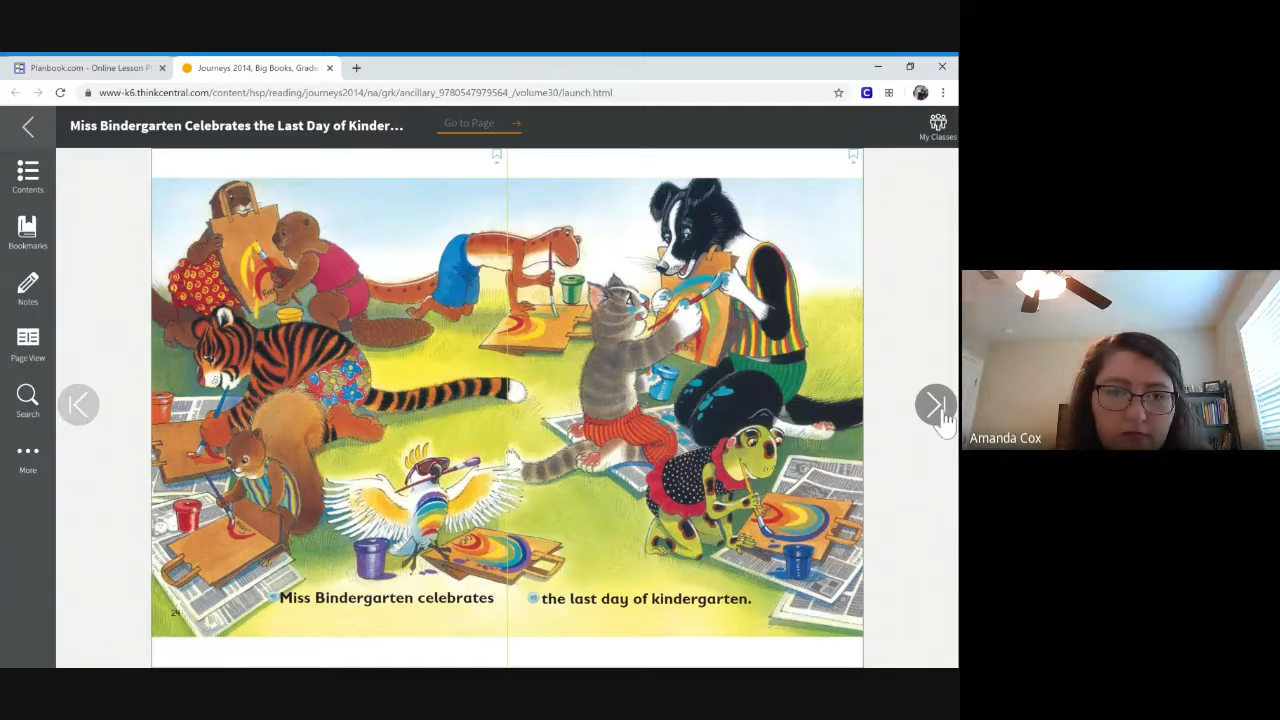 Planbook.com - Online Lesson P
Journeys 2014, Big Books, Grade
www-k6.thinkcentral.com/content/hsp/reading/journeys2014/na/grk/ancillary_9780547979564_/volume30/launch.html
Miss Bindergarten Celebrates the Last Day of Kinder...
Go to Page
My Classes
Contents
Bookmarks
Notes
Page View
Search
More
Amanda Cox
Miss Bindergarten celebrates
the last day of kindergarten.
24